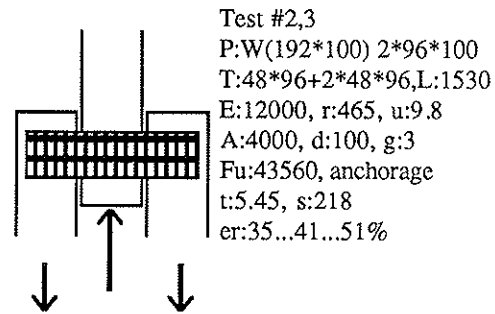 Test #2,3
P:W(192*100) 2*96*100
T:48*96+2*48*96,L:1530
E:12000, r:465, u:9.8
A:4000, d:100, g:3
Fu:43560, anchorage
t:5.45, s:218
er:35...41...51%